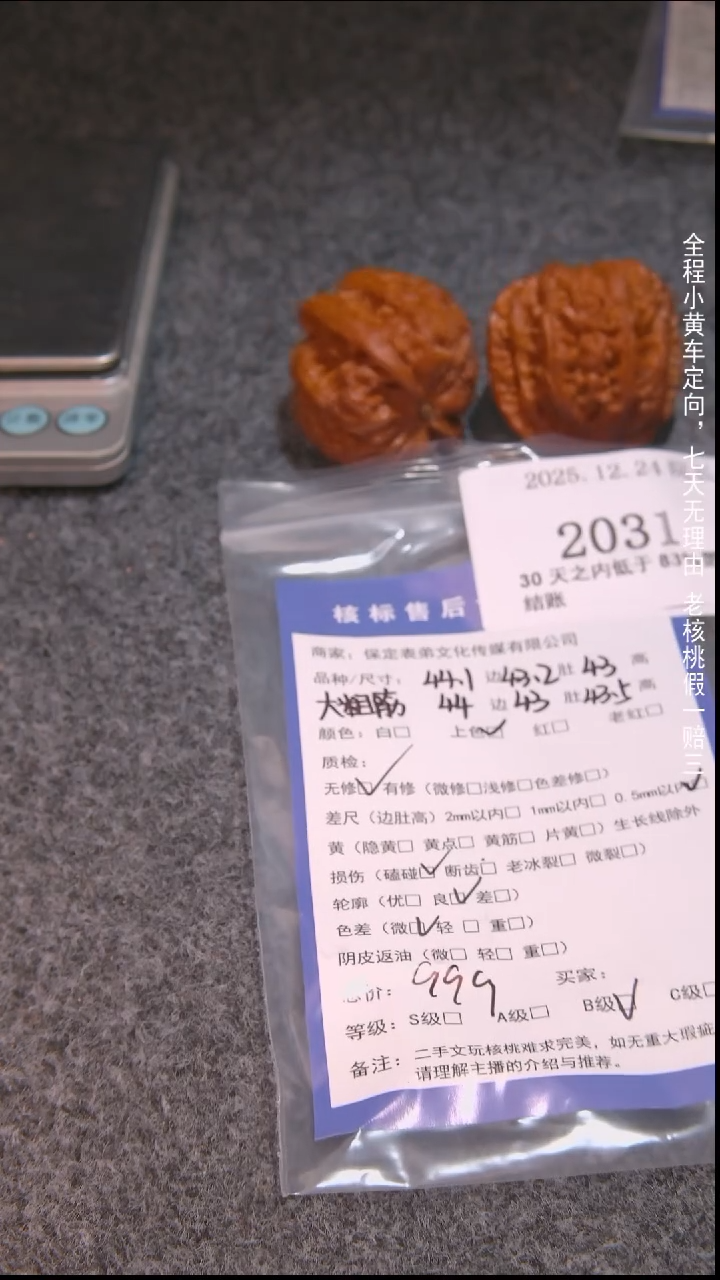 全程小黄车定向，七天无理由 老核桃假一赔三
2025.12.24
2031
30 天之内低于 83
结账
核标售后
商家：保定表弟文化传媒有限公司
品种/尺寸： 44.1 边 43.2 肚 43 高
大粗筋 44 边 43 肚 43.5 高
颜色：白□ 上色□ 红□ 老红□
质检：
无修□ 有修（微修□浅修□色差修□）
差尺（边肚高）2mm以内□ 1mm以内□ 0.5mm以内□
黄（隐黄□ 黄点□ 黄筋□ 片黄□）生长线除外
损伤（磕碰□ 断齿□ 老冰裂□ 微裂□）
轮廓（优□ 良□ 差□）
色差（微□ 轻 □ 重□）
阴皮返油（微□ 轻□ 重□）
总价： 999 买家：
等级：S级□ A级□ B级□ C级□
备注：二手文玩核桃难求完美，如无重大瑕疵
请理解主播的介绍与推荐。